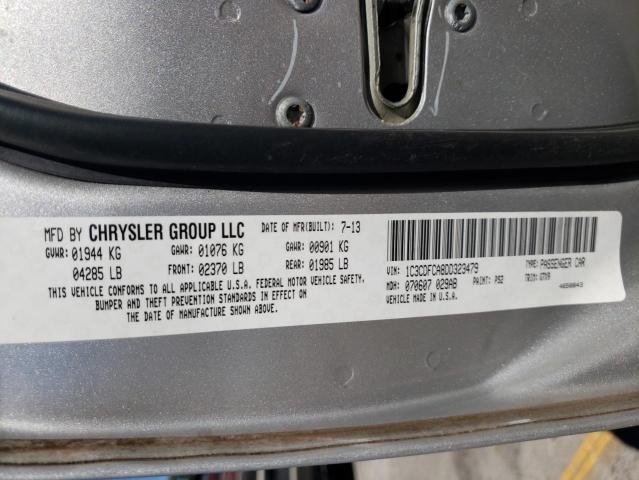 MFD BY CHRYSLER GROUP LLC DATE OF MFR(BUILT): 7-13
GVWR: 01944 KG GAWR: 01076 KG GAWR: 00901 KG
04285 LB FRONT: 02370 LB REAR: 01985 LB
THIS VEHICLE CONFORMS TO ALL APPLICABLE U.S.A. FEDERAL MOTOR VEHICLE SAFETY,
BUMPER AND THEFT PREVENTION STANDARDS IN EFFECT ON
THE DATE OF MANUFACTURE SHOWN ABOVE.
VIN: 1C3CDFCA8DD323479 TYPE: PASSENGER CAR
MDH: 070607 029AB PAINT: PS2 TRIM:
VEHICLE MADE IN U.S.A.